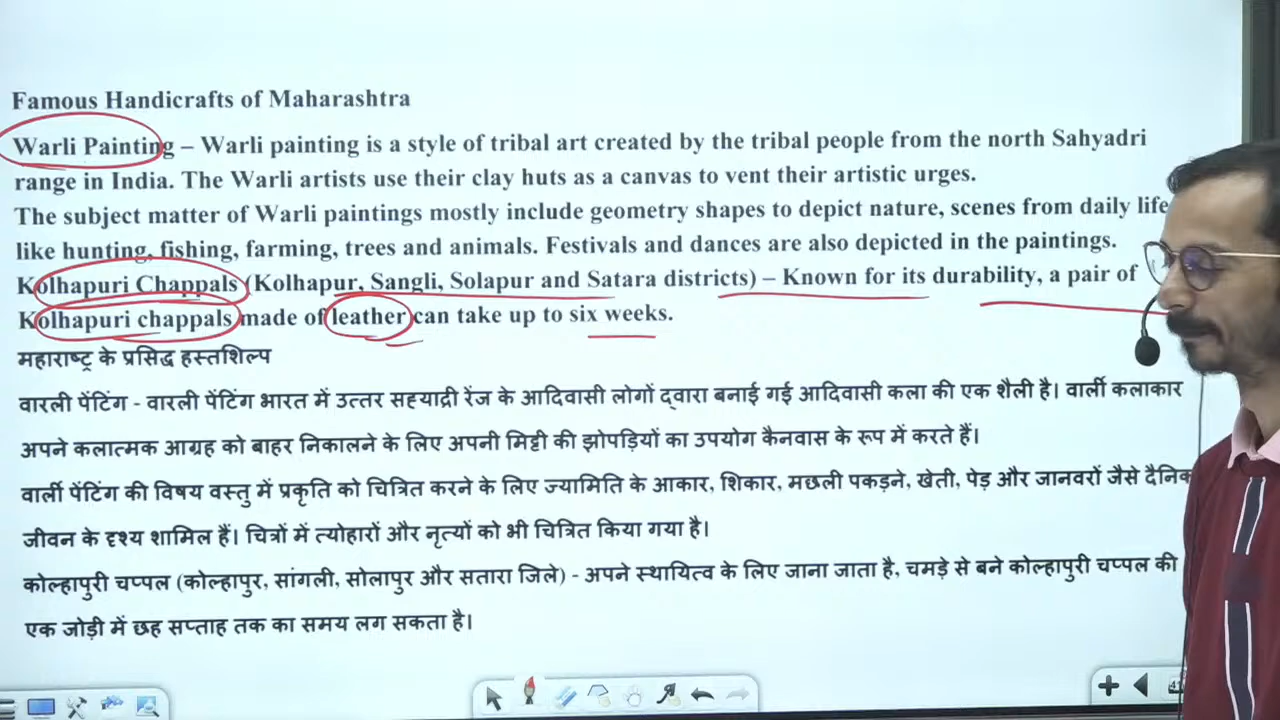 Famous Handicrafts of Maharashtra
Warli Painting – Warli painting is a style of tribal art created by the tribal people from the north Sahyadri
range in India. The Warli artists use their clay huts as a canvas to vent their artistic urges.
The subject matter of Warli paintings mostly include geometry shapes to depict nature, scenes from daily life
like hunting, fishing, farming, trees and animals. Festivals and dances are also depicted in the paintings.
Kolhapuri Chappals (Kolhapur, Sangli, Solapur and Satara districts) – Known for its durability, a pair of
Kolhapuri chappals made of leather can take up to six weeks.
महाराष्ट्र के प्रसिद्ध हस्तशिल्प
वारली पेंटिंग - वारली पेंटिंग भारत में उत्तर सह्याद्री रेंज के आदिवासी लोगों द्वारा बनाई गई आदिवासी कला की एक शैली है। वार्ली कलाकार
अपने कलात्मक आग्रह को बाहर निकालने के लिए अपनी मिट्टी की झोपड़ियों का उपयोग कैनवास के रूप में करते हैं।
वार्ली पेंटिंग की विषय वस्तु में प्रकृति को चित्रित करने के लिए ज्यामिति के आकार, शिकार, मछली पकड़ने, खेती, पेड़ और जानवरों जैसे दैनिक
जीवन के दृश्य शामिल हैं। चित्रों में त्योहारों और नृत्यों को भी चित्रित किया गया है।
कोल्हापुरी चप्पल (कोल्हापुर, सांगली, सोलापुर और सतारा जिले) - अपने स्थायित्व के लिए जाना जाता है, चमड़े से बने कोल्हापुरी चप्पल की
एक जोड़ी में छह सप्ताह तक का समय लग सकता है।